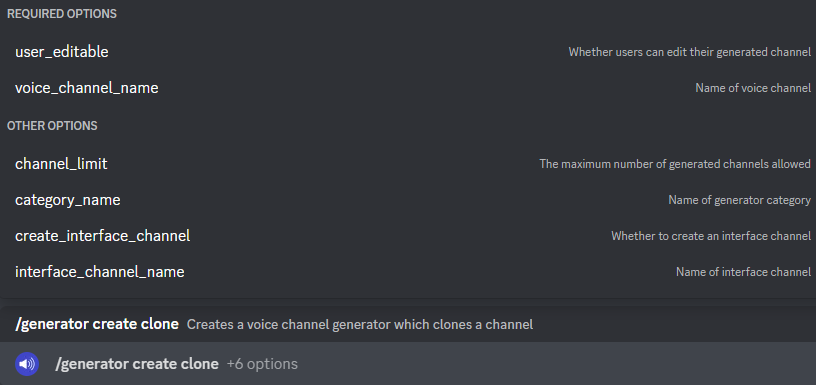 REQUIRED OPTIONS
user_editable Whether users can edit their generated channel
voice_channel_name Name of voice channel
OTHER OPTIONS
channel_limit The maximum number of generated channels allowed
category_name Name of generator category
create_interface_channel Whether to create an interface channel
interface_channel_name Name of interface channel
/generator create clone Creates a voice channel generator which clones a channel
/generator create clone +6 options